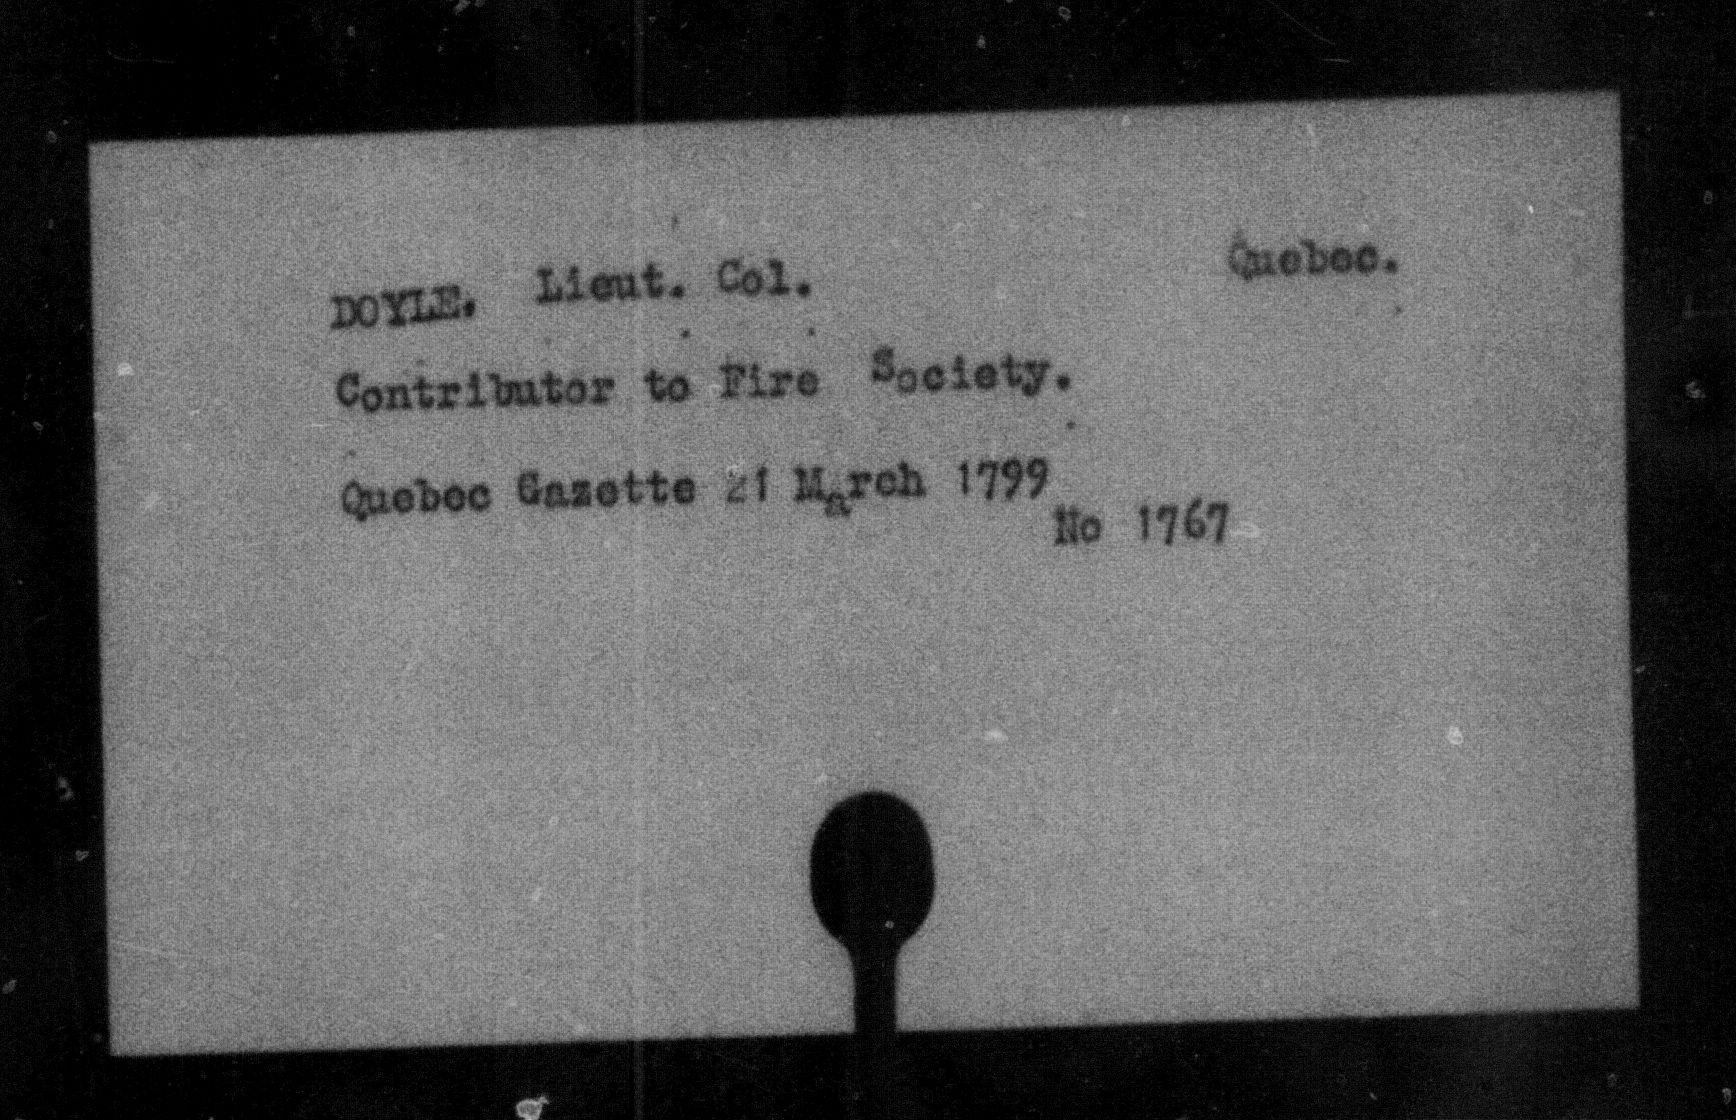 DOYLE. Lieut. Col. Quebec.
Contributor to Fire Society.
Quebec Gazette 21 March 1799
No 1767